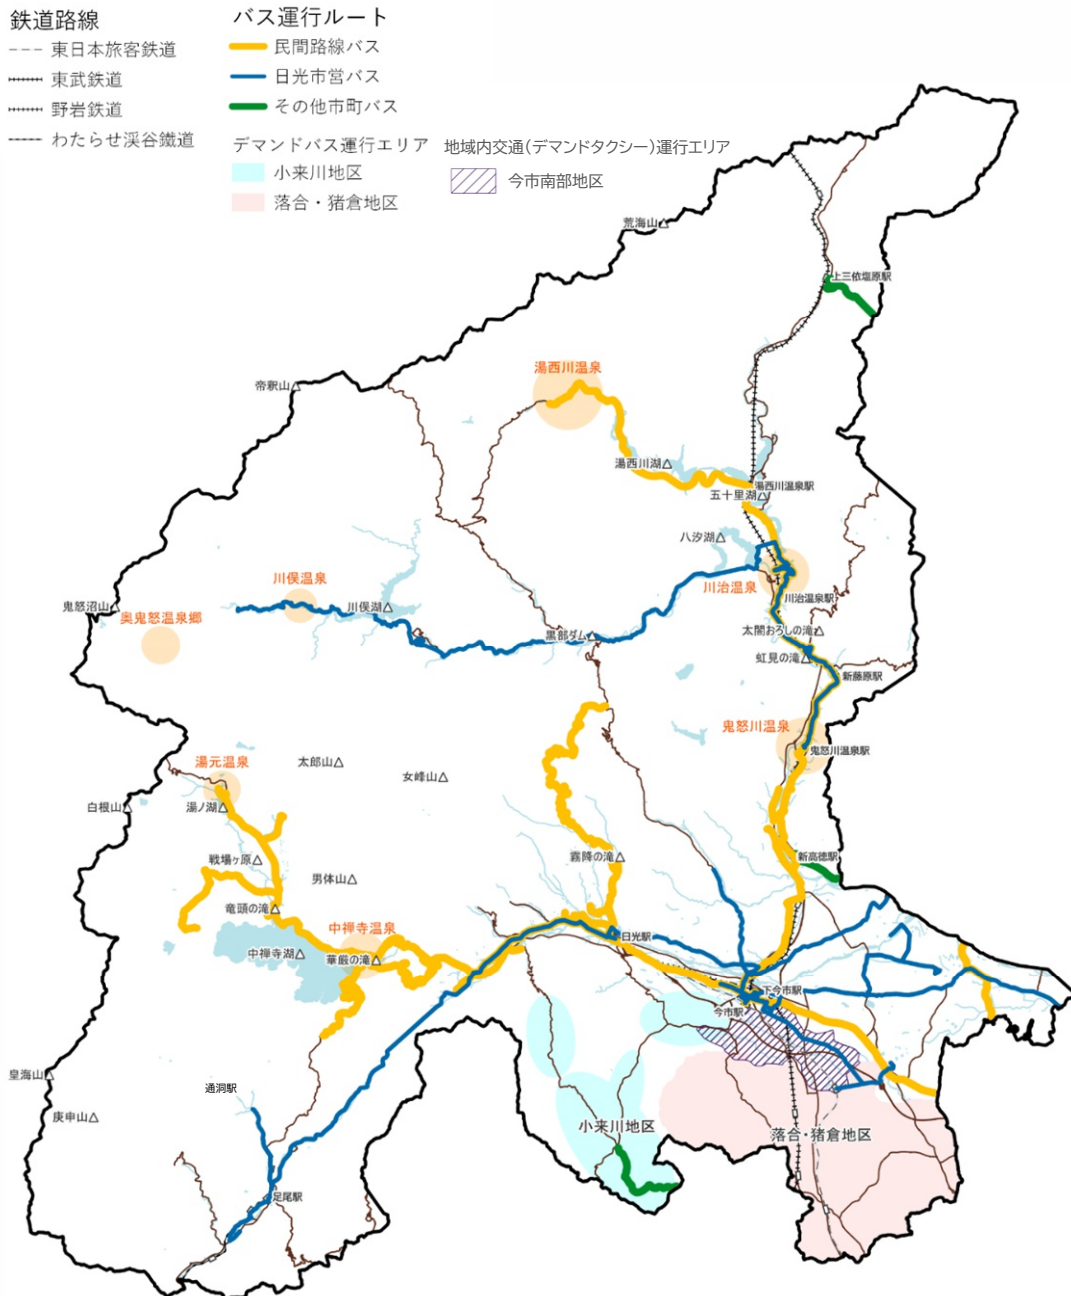 鉄道路線
東日本旅客鉄道
東武鉄道
野岩鉄道
わたらせ渓谷鐵道
バス運行ルート
民間路線バス
日光市営バス
その他市町バス
デマンドバス運行エリア
小来川地区
落合・猪倉地区
地域内交通(デマンドタクシー)運行エリア
今市南部地区
荒海山
上三依塩原駅
帝釈山
湯西川温泉
湯西川湖
湯西川温泉駅
五十里湖
八汐湖
川治温泉
川治温泉駅
川俣温泉
川俣湖
鬼怒沼山
奥鬼怒温泉郷
黒部ダム
太閤おろしの滝
虹見の滝
新藤原駅
鬼怒川温泉
鬼怒川温泉駅
湯元温泉
太郎山
女峰山
白根山
湯ノ湖
戦場ヶ原
男体山
霧降の滝
新高徳駅
竜頭の滝
中禅寺温泉
中禅寺湖
華厳の滝
日光駅
下今市駅
今市駅
皇海山
通洞駅
庚申山
小来川地区
落合・猪倉地区
足尾駅